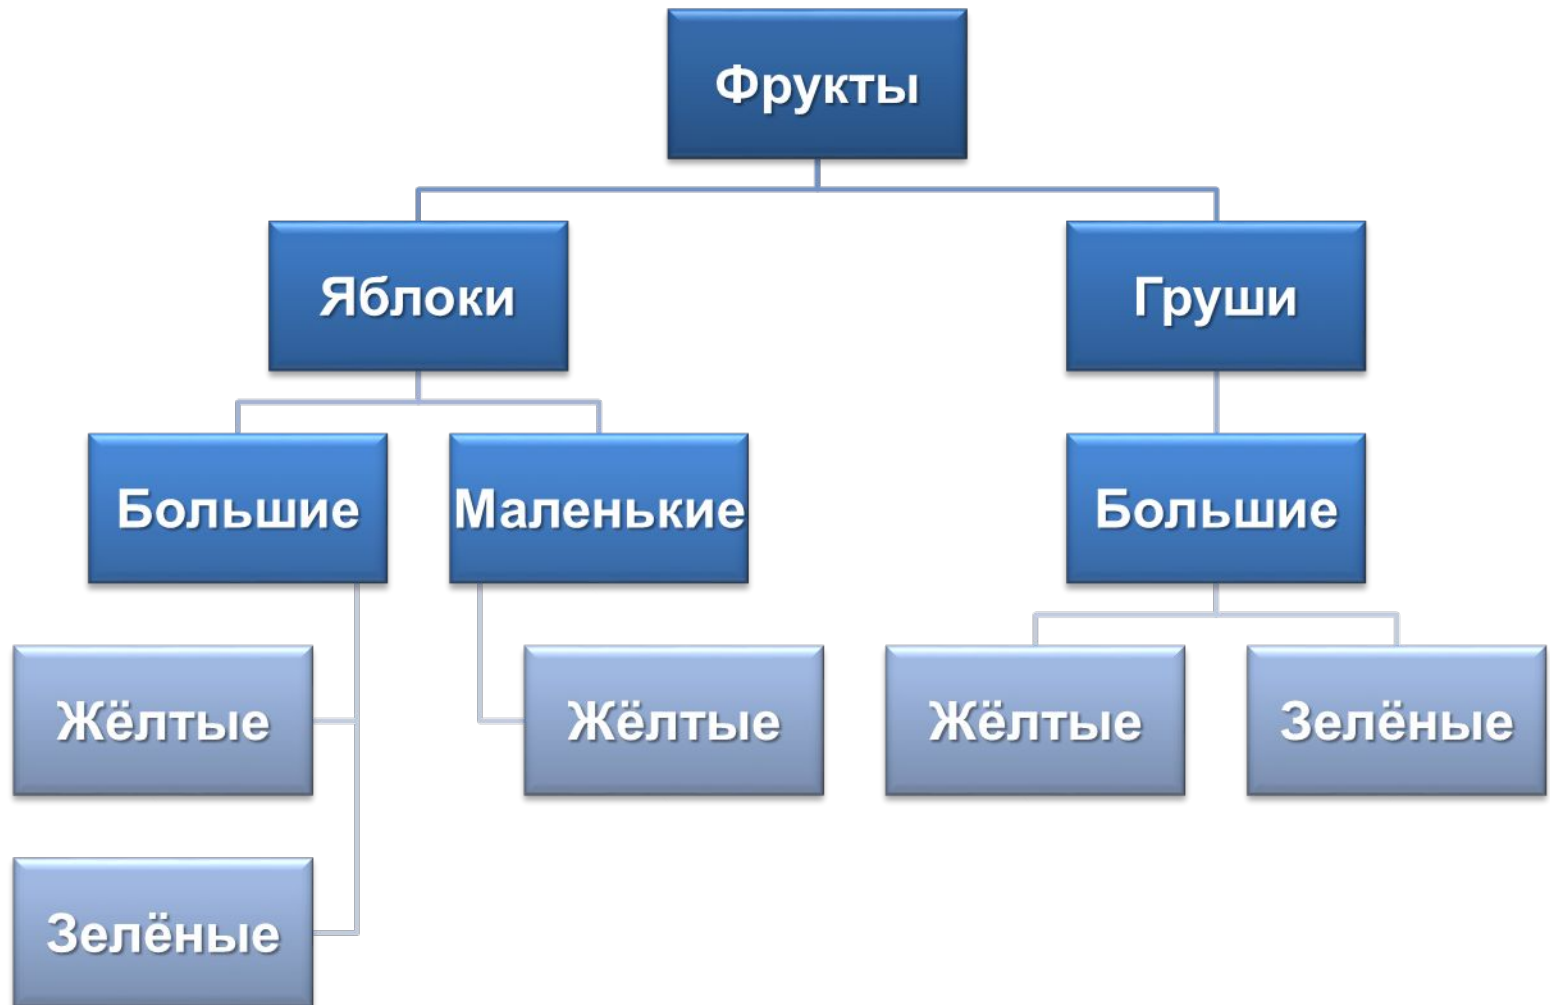 Фрукты
Яблоки
Груши
Большие
Маленькие
Большие
Жёлтые
Жёлтые
Жёлтые
Зелёные
Зелёные